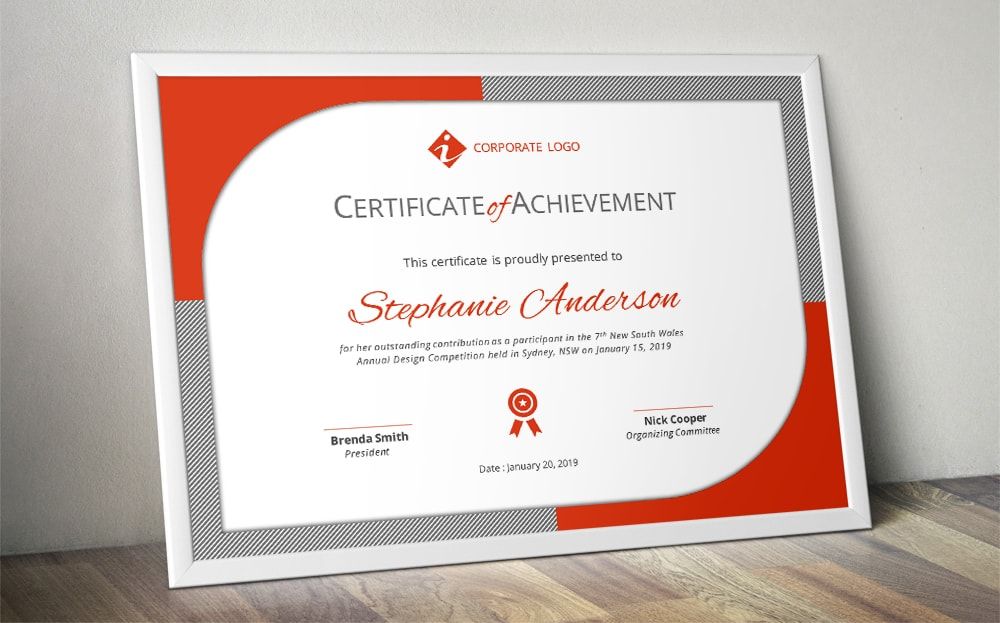 i CORPORATE LOGO
CERTIFICATE of ACHIEVEMENT
This certificate is proudly presented to
Stephanie Anderson
for her outstanding contribution as a participant in the 7th New South Wales
Annual Design Competition held in Sydney, NSW on January 15, 2019
Brenda Smith
President
Nick Cooper
Organizing Committee
Date : January 20, 2019